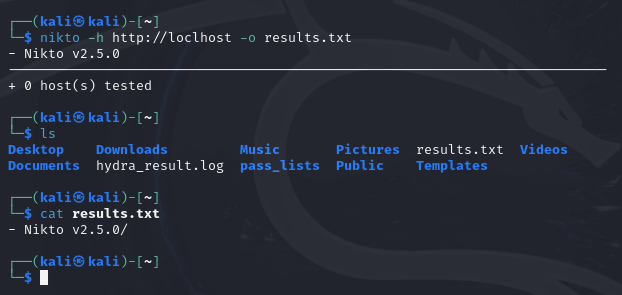 ┌──(kali㉿kali)-[~]
└─$ nikto -h http://loclhost -o results.txt
- Nikto v2.5.0
---------------------------------------------------------------------------
+ 0 host(s) tested
┌──(kali㉿kali)-[~]
└─$ ls
Desktop Downloads Music Pictures results.txt Videos
Documents hydra_result.log pass_lists Public Templates
┌──(kali㉿kali)-[~]
└─$ cat results.txt
- Nikto v2.5.0/
┌──(kali㉿kali)-[~]
└─$